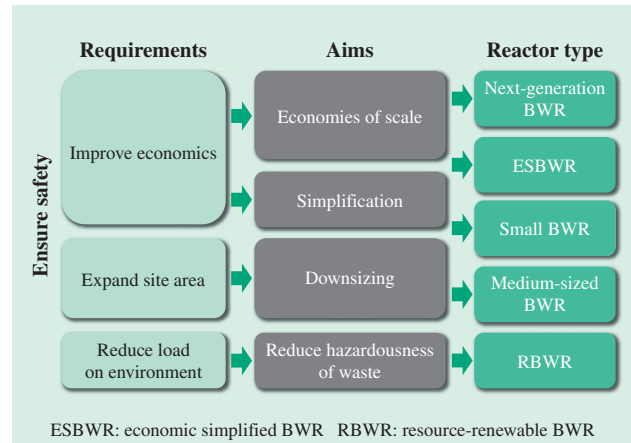 Requirements
Aims
Reactor type
Ensure safety
Improve economics
Economies of scale
Next-generation
BWR
ESBWR
Simplification
Small BWR
Expand site area
Downsizing
Medium-sized
BWR
Reduce load
on environment
Reduce hazardousness
of waste
RBWR
ESBWR: economic simplified BWR RBWR: resource-renewable BWR